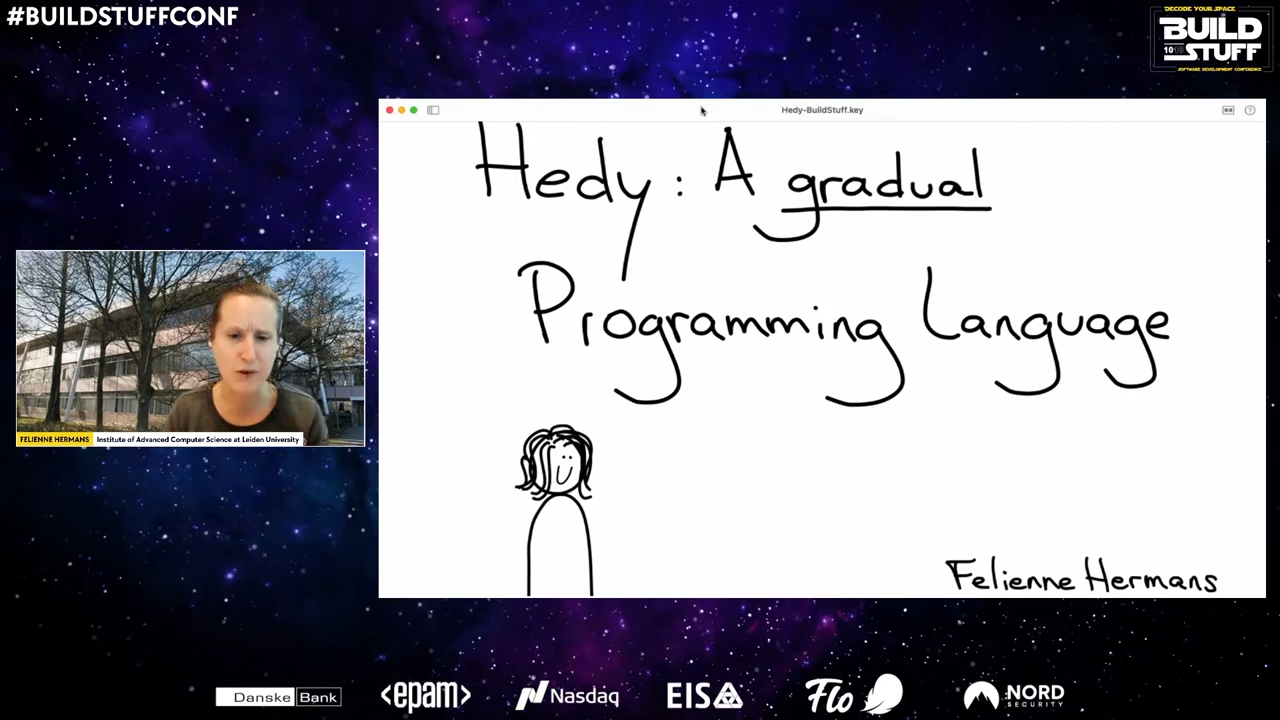 #BUILDSTUFFCONF
DECODE YOUR SPACE
BUILD
STUFF
SOFTWARE DEVELOPMENT CONFERENCE
Hedy-BuildStuff.key
Hedy: A gradual
Programming Language
Felienne Hermans
FELIENNE HERMANS Institute of Advanced Computer Science at Leiden University
Danske Bank
<epam>
Nasdaq
EIS
Flo
NORD
SECURITY